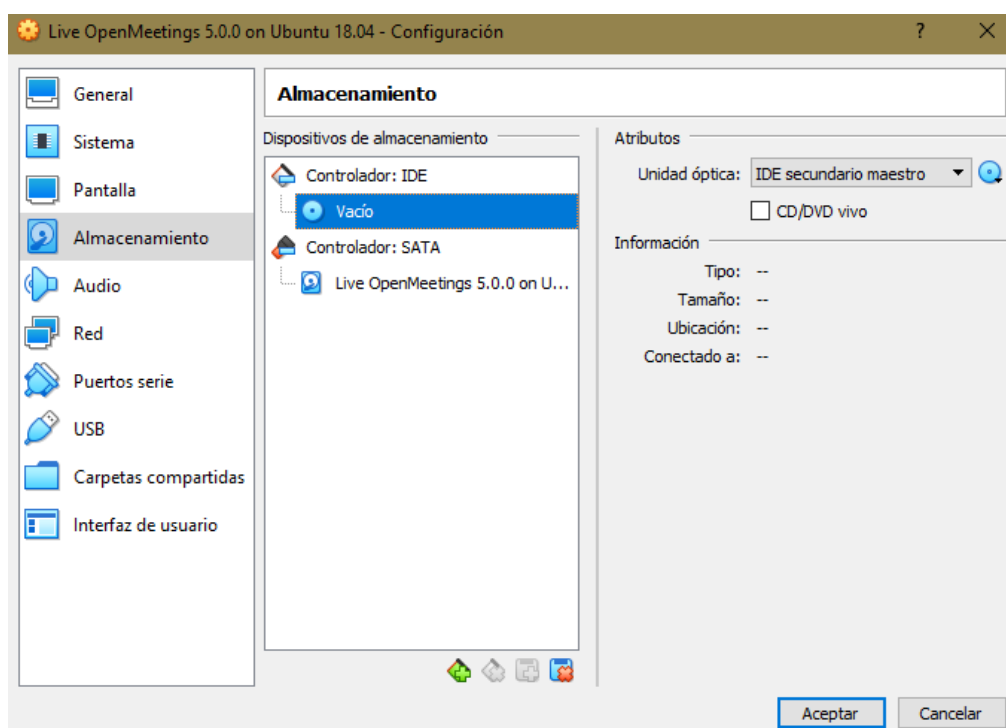 Live OpenMeetings 5.0.0 on Ubuntu 18.04 - Configuración
?
General
Sistema
Pantalla
Almacenamiento
Audio
Red
Puertos serie
USB
Carpetas compartidas
Interfaz de usuario
Almacenamiento
Dispositivos de almacenamiento
Controlador: IDE
Vacío
Controlador: SATA
Live OpenMeetings 5.0.0 on U...
Atributos
Unidad óptica: IDE secundario maestro
CD/DVD vivo
Información
Tipo: --
Tamaño: --
Ubicación: --
Conectado a: --
Aceptar
Cancelar